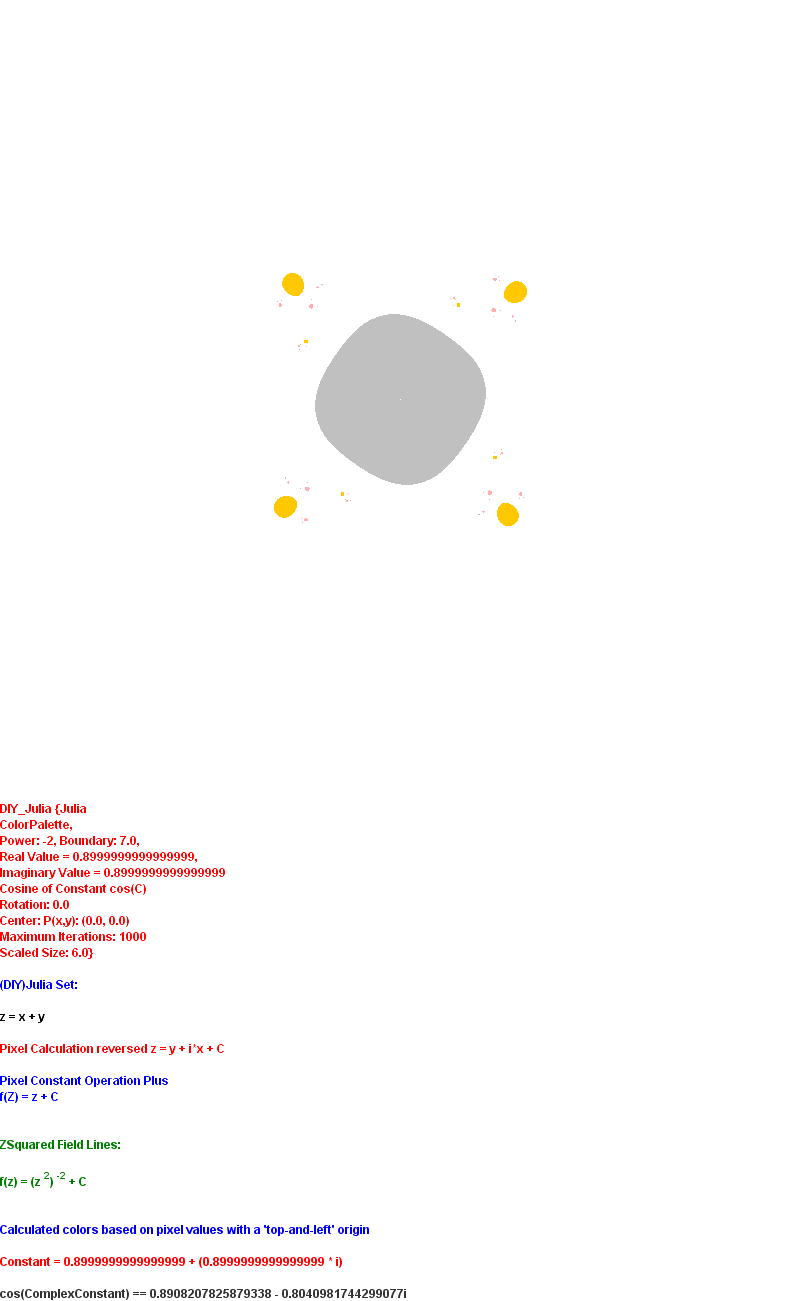 DIY_Julia {Julia
ColorPalette,
Power: -2, Boundary: 7.0,
Real Value = 0.8999999999999999,
Imaginary Value = 0.8999999999999999
Cosine of Constant cos(C)
Rotation: 0.0
Center: P(x,y): (0.0, 0.0)
Maximum Iterations: 1000
Scaled Size: 6.0}
(DIY)Julia Set:
z = x + y
Pixel Calculation reversed z = y + i*x + C
Pixel Constant Operation Plus
f(Z) = z + C
ZSquared Field Lines:
f(z) = (z 2) -2 + C
Calculated colors based on pixel values with a 'top-and-left' origin
Constant = 0.8999999999999999 + (0.8999999999999999 * i)
cos(ComplexConstant) == 0.8908207825879338 - 0.8040981744299077i